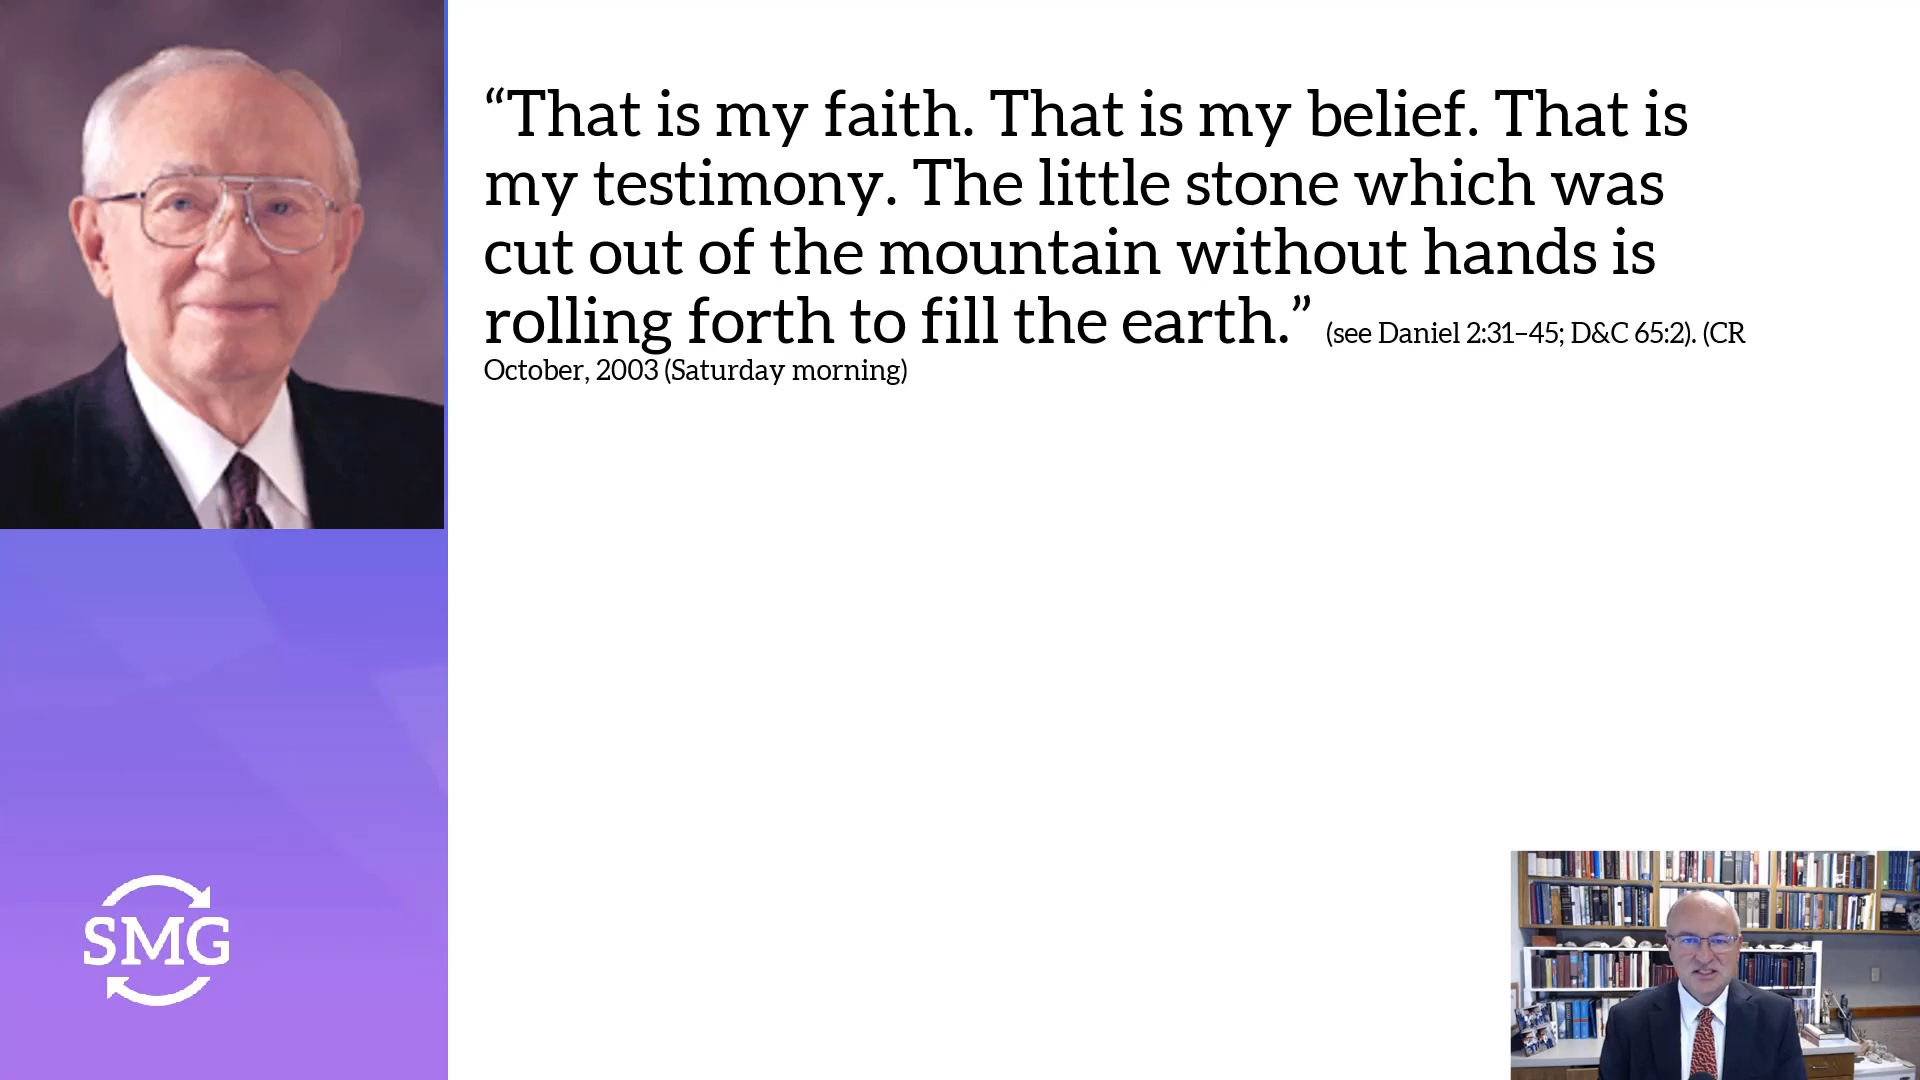 “That is my faith. That is my belief. That is
my testimony. The little stone which was
cut out of the mountain without hands is
rolling forth to fill the earth.” (see Daniel 2:31–45; D&C 65:2). (CR
October, 2003 (Saturday morning)
SMG